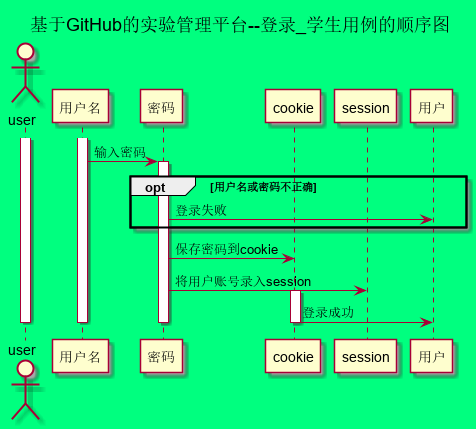 基于GitHub的实验管理平台--登录_学生用例的顺序图
user
用户名
密码
cookie
session
用户
输入密码
opt
[用户名或密码不正确]
登录失败
保存密码到cookie
将用户账号录入session
登录成功
user
用户名
密码
cookie
session
用户